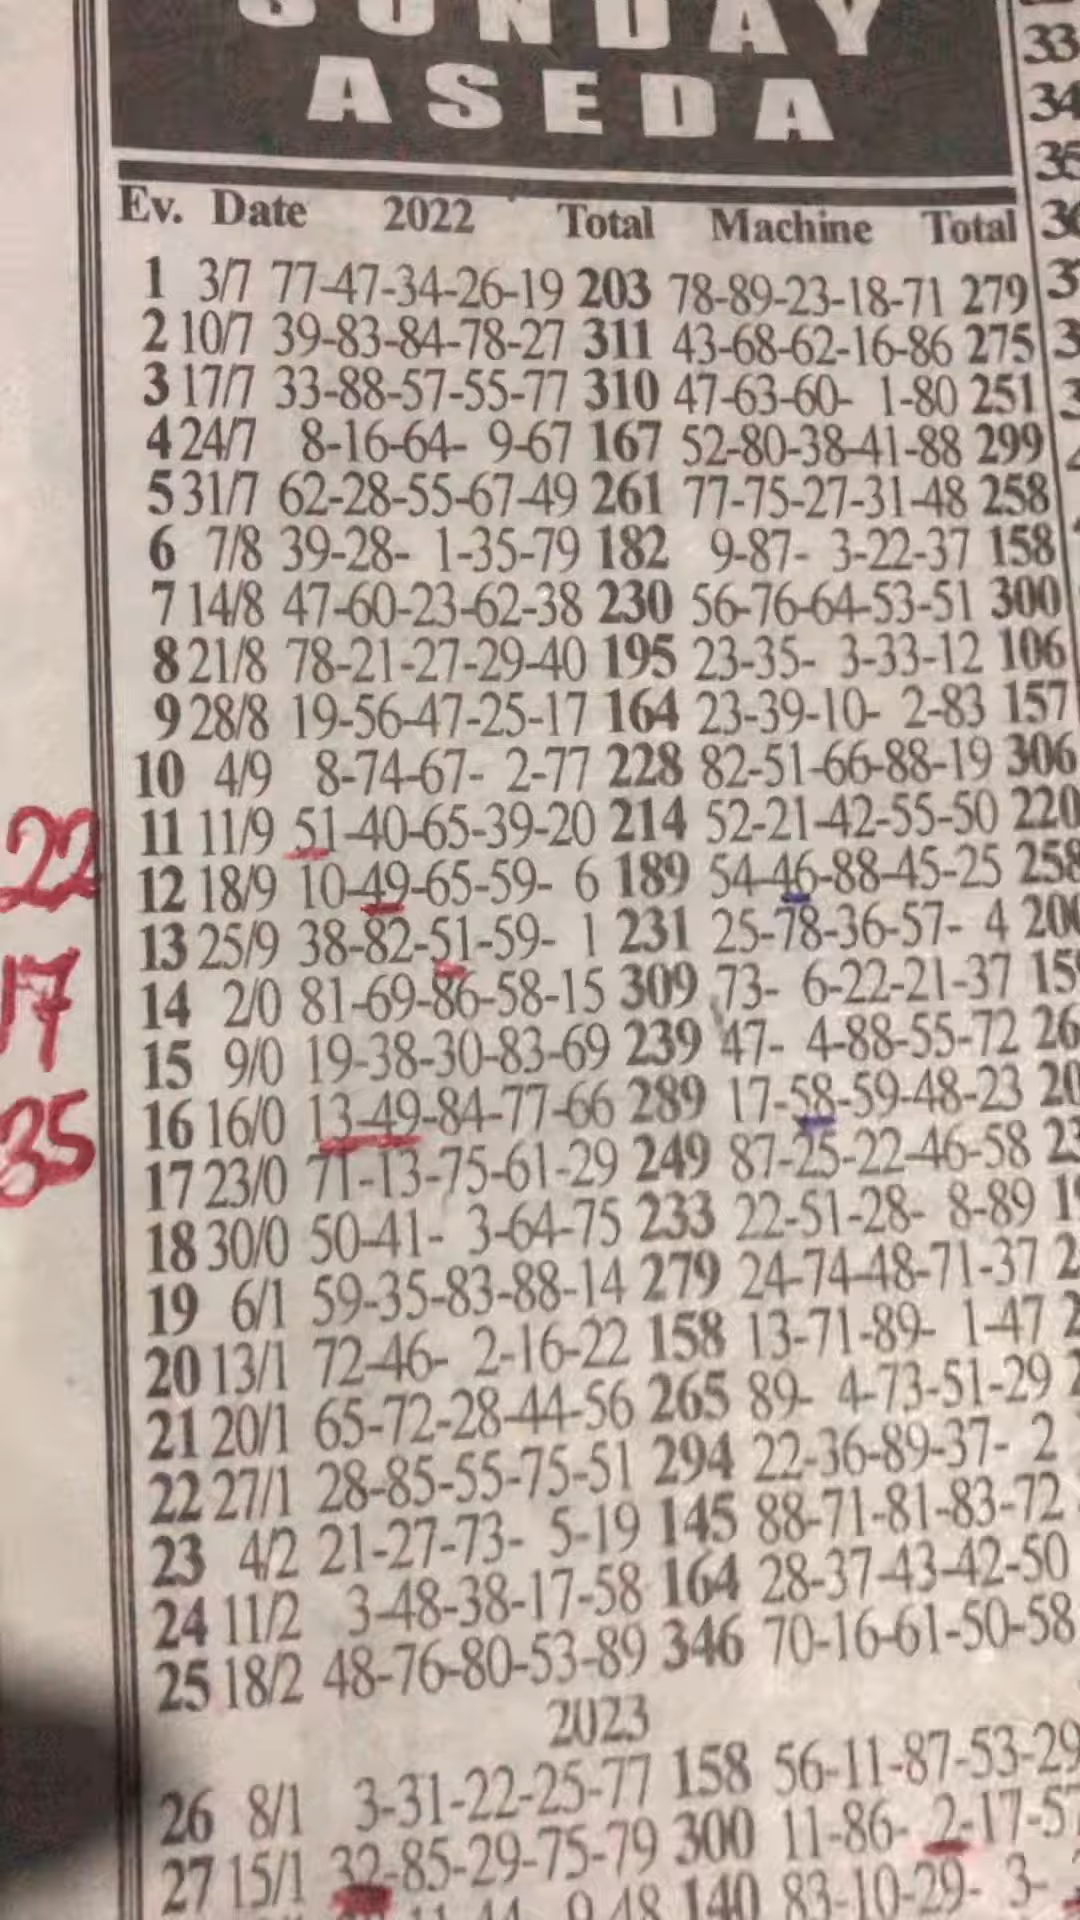 SUNDAY
ASEDA
Ev. Date 2022 Total Machine Total
1 3/7 77-47-34-26-19 203 78-89-23-18-71 279
2 10/7 39-83-84-78-27 311 43-68-62-16-86 275
3 17/7 33-88-57-55-77 310 47-63-60- 1-80 251
4 24/7 8-16-64- 9-67 167 52-80-38-41-88 299
5 31/7 62-28-55-67-49 261 77-75-27-31-48 258
6 7/8 39-28- 1-35-79 182 9-87- 3-22-37 158
7 14/8 47-60-23-62-38 230 56-76-64-53-51 300
8 21/8 78-21-27-29-40 195 23-35- 3-33-12 106
9 28/8 19-56-47-25-17 164 23-39-10- 2-83 157
10 4/9 8-74-67- 2-77 228 82-51-66-88-19 306
22
11 11/9 51-40-65-39-20 214 52-21-42-55-50 220
12 18/9 10-49-65-59- 6 189 54-46-88-45-25 258
13 25/9 38-82-51-59- 1 231 25-78-36-57- 4 200
17
14 2/0 81-69-86-58-15 309 73- 6-22-21-37 159
15 9/0 19-38-30-83-69 239 47- 4-88-55-72 26
35
16 16/0 13-49-84-77-66 289 17-58-59-48-23 20
17 23/0 71-13-75-61-29 249 87-25-22-46-58 23
18 30/0 50-41- 3-64-75 233 22-51-28- 8-89 19
19 6/1 59-35-83-88-14 279 24-74-48-71-37 2
20 13/1 72-46- 2-16-22 158 13-71-89- 1-47 2
21 20/1 65-72-28-44-56 265 89- 4-73-51-29
22 27/1 28-85-55-75-51 294 22-36-89-37- 2
23 4/2 21-27-73- 5-19 145 88-71-81-83-72
24 11/2 3-48-38-17-58 164 28-37-43-42-50
25 18/2 48-76-80-53-89 346 70-16-61-50-58
2023
26 8/1 3-31-22-25-77 158 56-11-87-53-29
27 15/1 32-85-29-75-79 300 11-86- 2-17-57
140 83-10-29- 3-
33
34
35